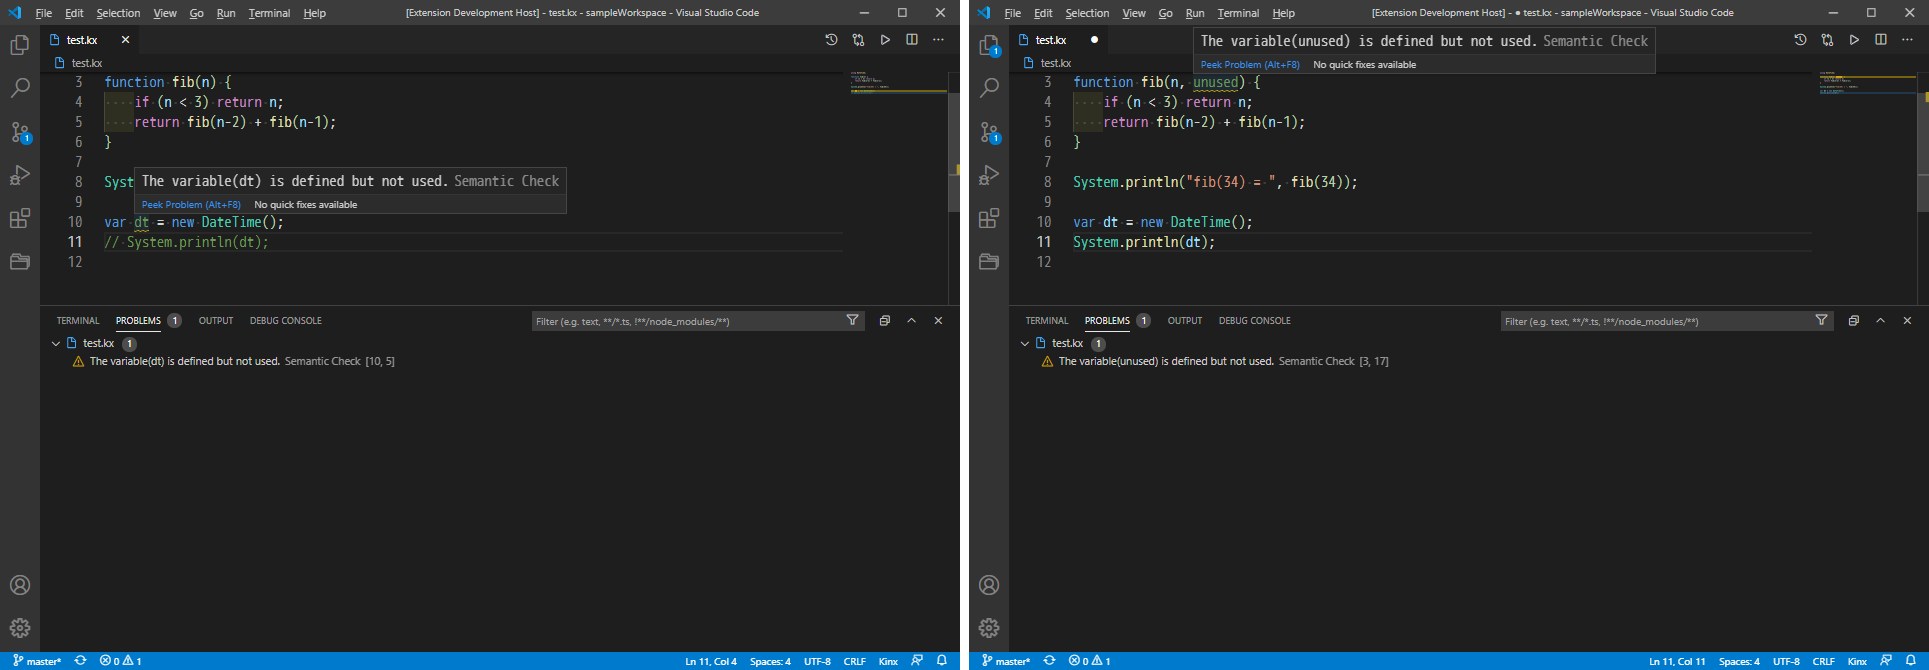 File Edit Selection View Go Run Terminal Help [Extension Development Host] - test.kx - sampleWorkspace - Visual Studio Code
test.kx
test.kx
3 function fib(n) {
4 ····if·(n·<·3)·return·n;
5 ····return·fib(n-2)·+·fib(n-1);
6 }
7
8 Syst
The variable(dt) is defined but not used. Semantic Check
Peek Problem (Alt+F8) No quick fixes available
9
10 var·dt·=·new·DateTime();
11 //·System.println(dt);
12
1
TERMINAL PROBLEMS 1 OUTPUT DEBUG CONSOLE Filter (e.g. text, **/*.ts, !**/node_modules/**)
test.kx 1
The variable(dt) is defined but not used. Semantic Check [10, 5]
master* 0 1 Ln 11, Col 4 Spaces: 4 UTF-8 CRLF Kinx
File Edit Selection View Go Run Terminal Help [Extension Development Host] - ● test.kx - sampleWorkspace - Visual Studio Code
test.kx ●
The variable(unused) is defined but not used. Semantic Check
Peek Problem (Alt+F8) No quick fixes available
test.kx
3 function fib(n,·unused)·{
4 ····if·(n·<·3)·return·n;
5 ····return·fib(n-2)·+·fib(n-1);
6 }
7
8 System.println("fib(34)·=·",·fib(34));
9
10 var·dt·=·new·DateTime();
11 System.println(dt);
12
1
1
TERMINAL PROBLEMS 1 OUTPUT DEBUG CONSOLE Filter (e.g. text, **/*.ts, !**/node_modules/**)
test.kx 1
The variable(unused) is defined but not used. Semantic Check [3, 17]
master* 0 1 Ln 11, Col 11 Spaces: 4 UTF-8 CRLF Kinx